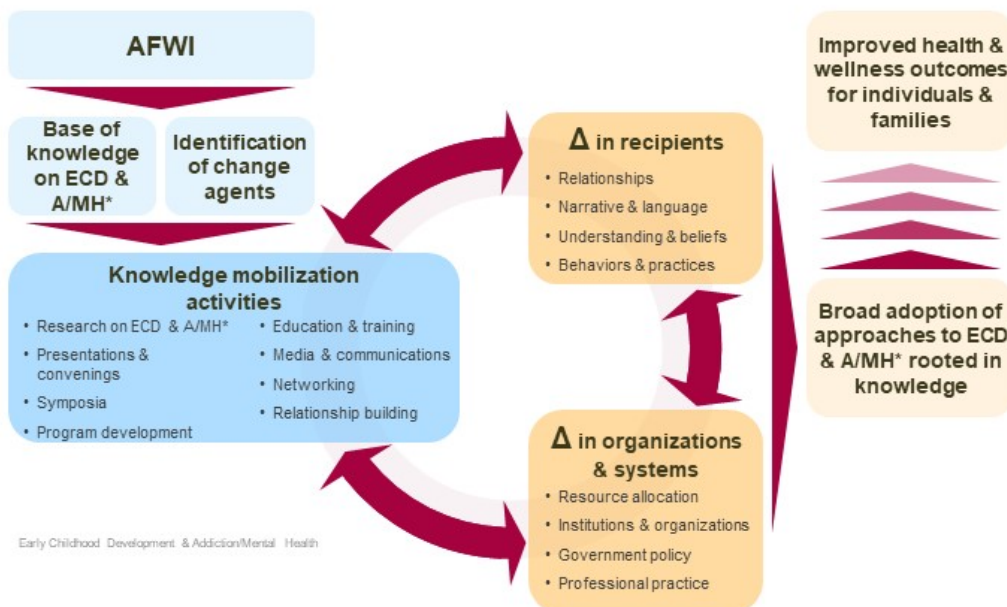 AFWI
Base of
knowledge
on ECD &
A/MH*
Identification
of change
agents
Knowledge mobilization
activities
• Research on ECD & A/MH*
• Presentations &
convenings
• Symposia
• Program development
• Education & training
• Media & communications
• Networking
• Relationship building
Early Childhood Development & Addiction/Mental Health
Δ in recipients
• Relationships
• Narrative & language
• Understanding & beliefs
• Behaviors & practices
Δ in organizations
& systems
• Resource allocation
• Institutions & organizations
• Government policy
• Professional practice
Improved health &
wellness outcomes
for individuals &
families
Broad adoption of
approaches to ECD
& A/MH* rooted in
knowledge